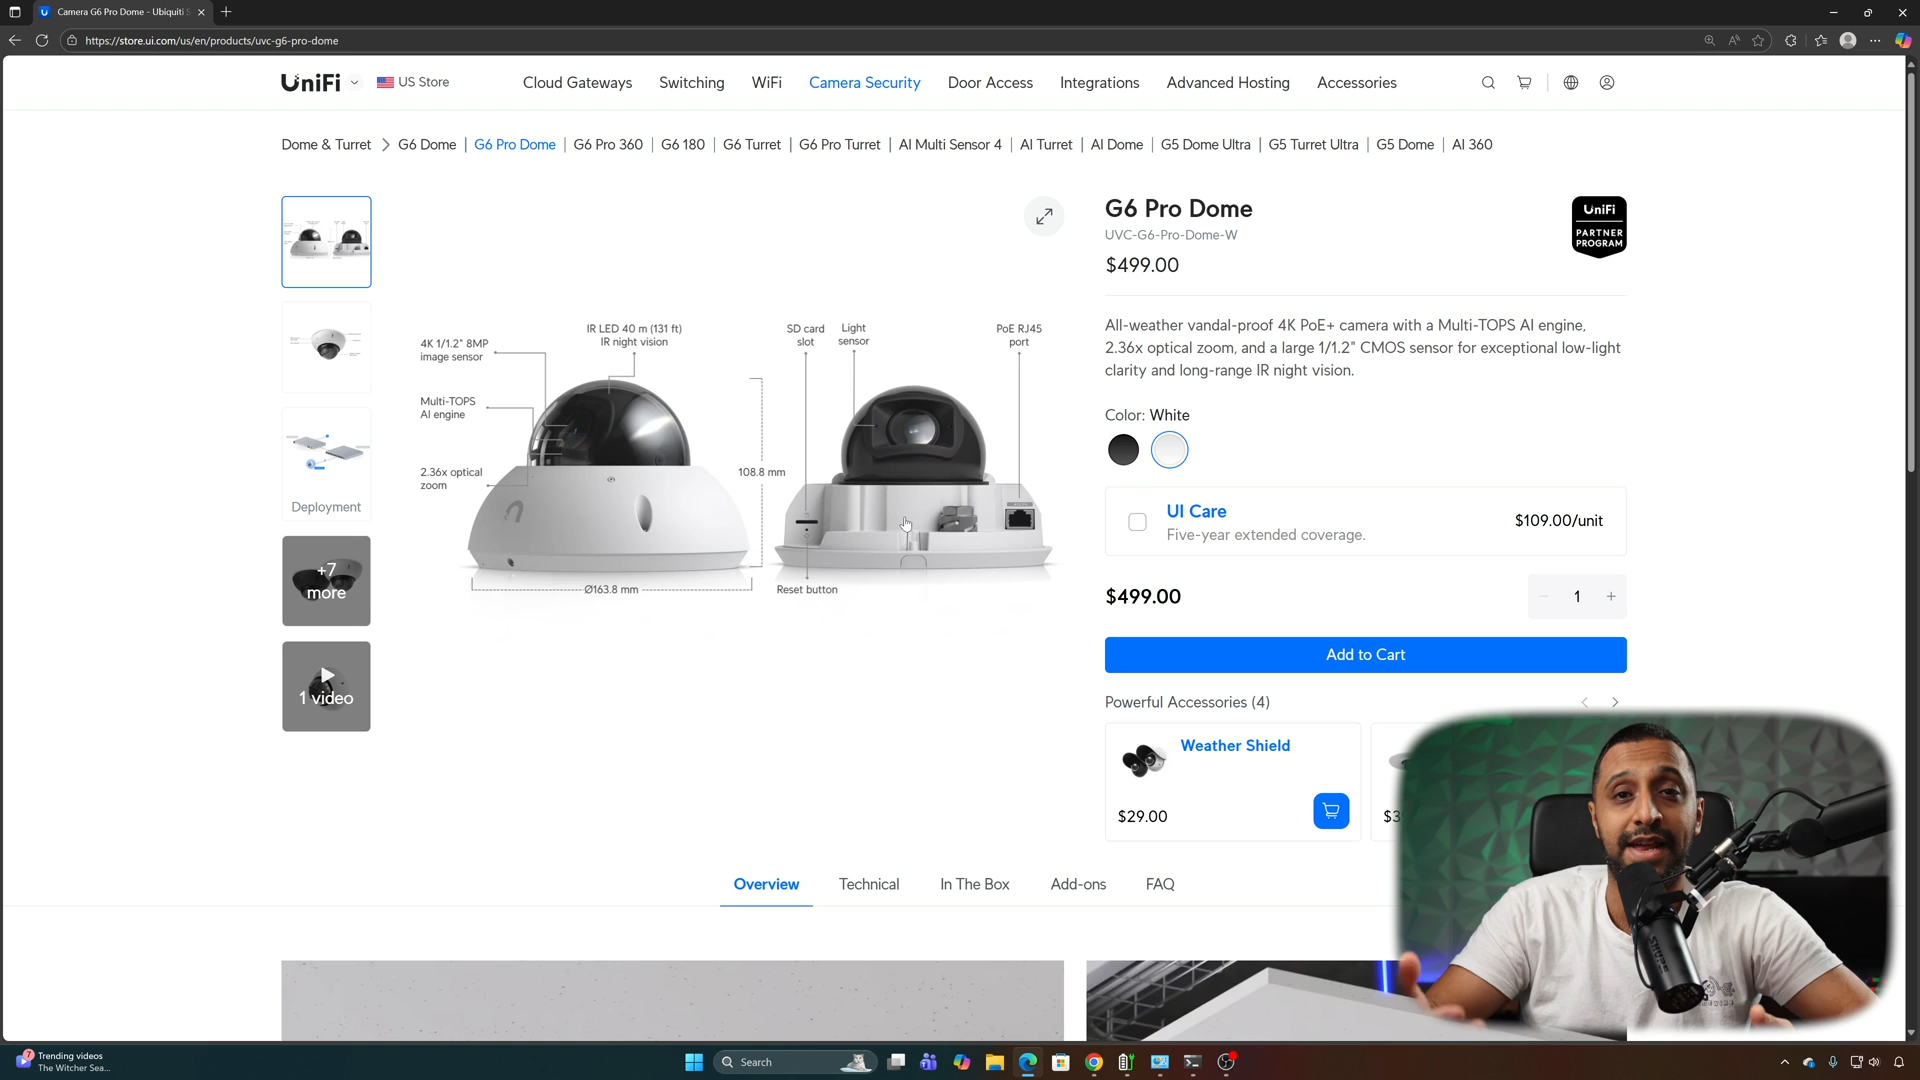 Camera G6 Pro Dome - Ubiquiti S
https://store.ui.com/us/en/products/uvc-g6-pro-dome
UniFi
US Store
Cloud Gateways
Switching
WiFi
Camera Security
Door Access
Integrations
Advanced Hosting
Accessories
Dome & Turret > G6 Dome | G6 Pro Dome | G6 Pro 360 | G6 180 | G6 Turret | G6 Pro Turret | AI Multi Sensor 4 | AI Turret | AI Dome | G5 Dome Ultra | G5 Turret Ultra | G5 Dome | AI 360
Deployment
+7
more
1 video
4K 1/1.2" 8MP
image sensor
IR LED 40 m (131 ft)
IR night vision
SD card
slot
Light
sensor
PoE RJ45
port
Multi-TOPS
AI engine
2.36x optical
zoom
108.8 mm
Ø163.8 mm
Reset button
G6 Pro Dome
UVC-G6-Pro-Dome-W
$499.00
UniFi
PARTNER
PROGRAM
All-weather vandal-proof 4K PoE+ camera with a Multi-TOPS AI engine,
2.36x optical zoom, and a large 1/1.2" CMOS sensor for exceptional low-light
clarity and long-range IR night vision.
Color: White
UI Care
Five-year extended coverage.
$109.00/unit
$499.00
− 1 +
Add to Cart
Powerful Accessories (4)
Weather Shield
$29.00
$3
Overview
Technical
In The Box
Add-ons
FAQ
SHURE
7
Trending videos
The Witcher Sea...
Search